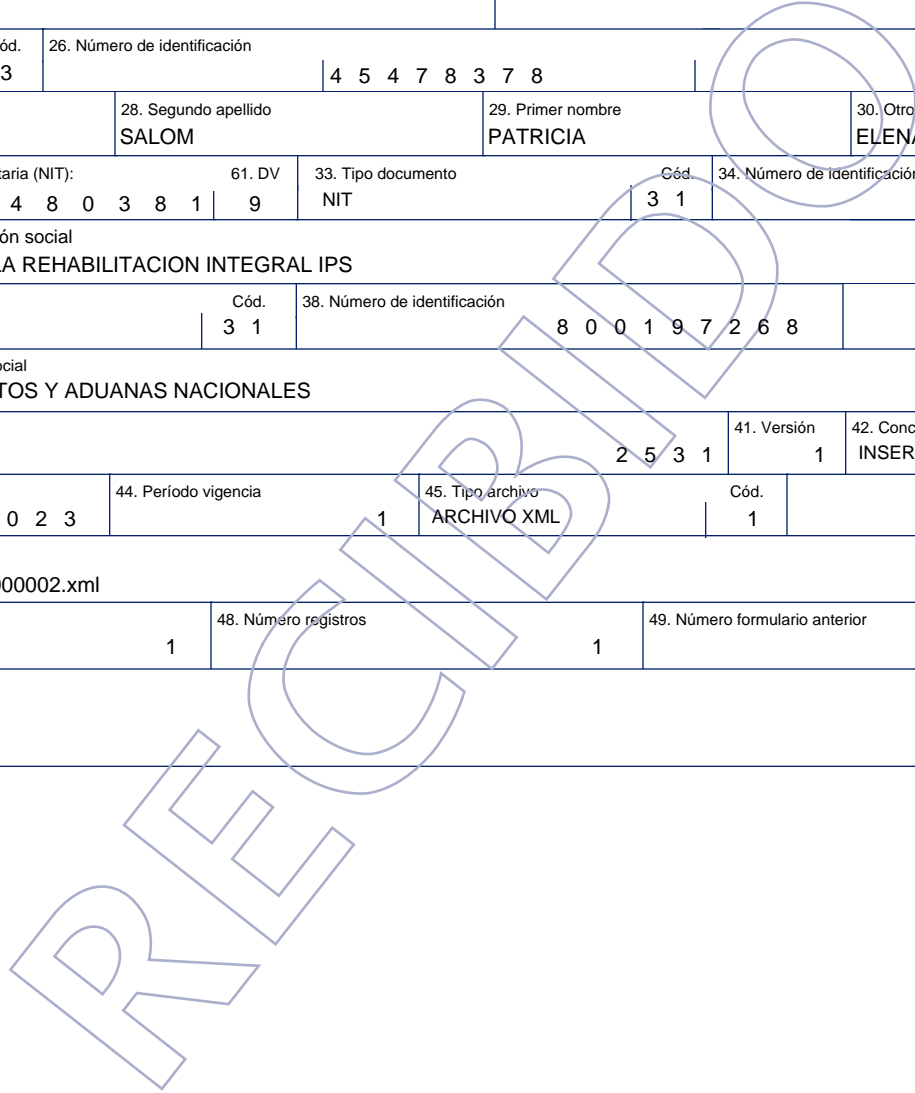 ód. 26. Número de identificación
3 4 5 4 7 8 3 7 8
28. Segundo apellido 29. Primer nombre 30. Otro
SALOM PATRICIA ELENA
taria (NIT): 61. DV 33. Tipo documento Cód. 34. Número de identificación
4 8 0 3 8 1 9 NIT 3 1
ón social
LA REHABILITACION INTEGRAL IPS
Cód. 38. Número de identificación
3 1 8 0 0 1 9 7 2 6 8
ocial
TOS Y ADUANAS NACIONALES
41. Versión 42. Conc
2 5 3 1 1 INSER
44. Período vigencia 45. Tipo archivo Cód.
0 2 3 1 ARCHIVO XML 1
000002.xml
48. Número registros 49. Número formulario anterior
1 1
RECIBIDO